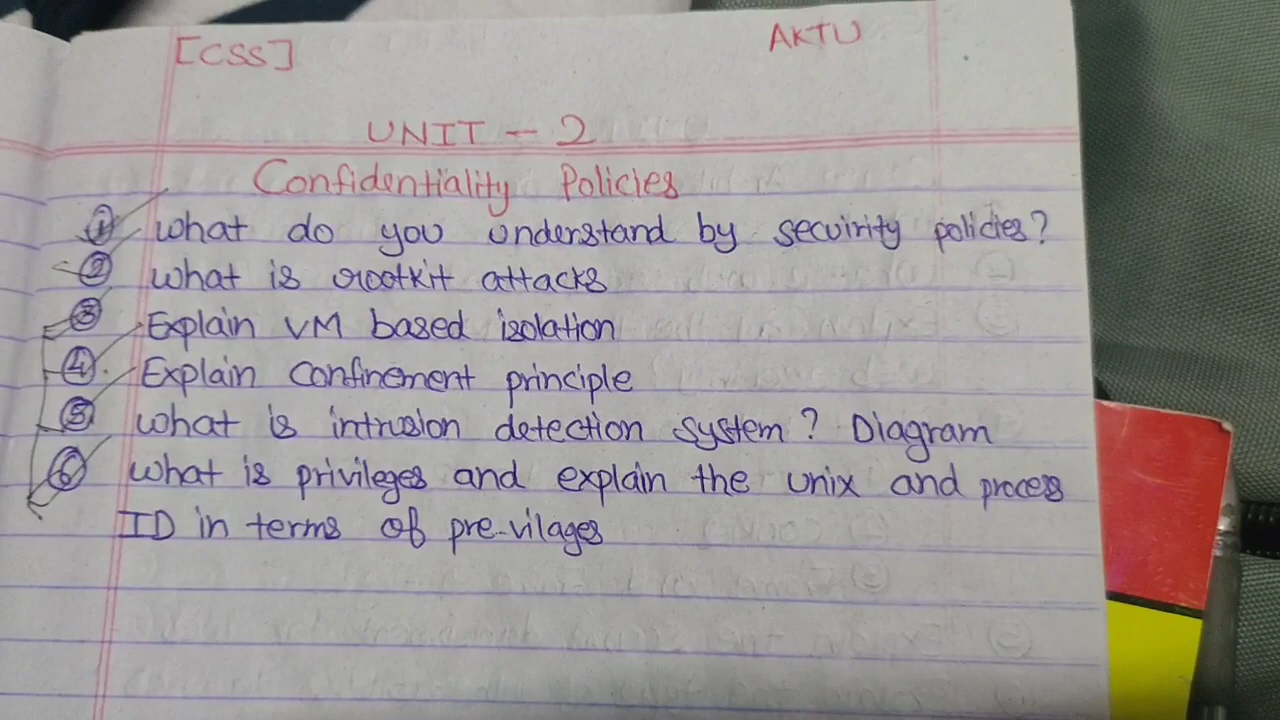 [CSS] AKTU
UNIT - 2
Confidentiality Policies
① What do you understand by secuirity policies?
② What is rootkit attacks
③ Explain VM based isolation
④. Explain confinement principle
⑤ What is intrusion detection system? Diagram
⑥ What is privileges and explain the unix and process
ID in terms of pre-vilages